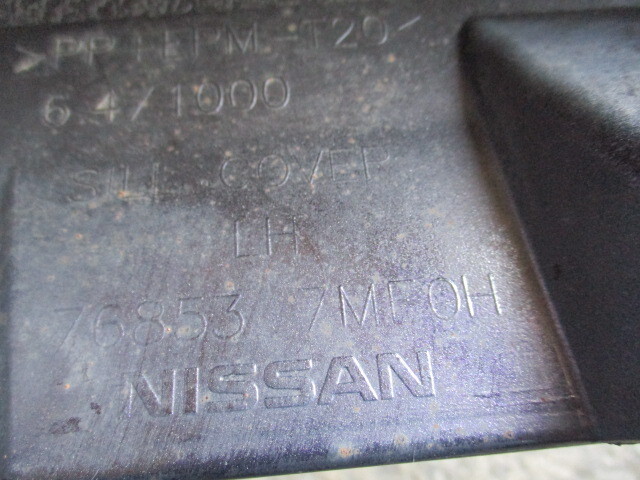 >PP+EPM-T20<
6.4/1000
SILL COVER
LH
76853 7MF0H
NISSAN